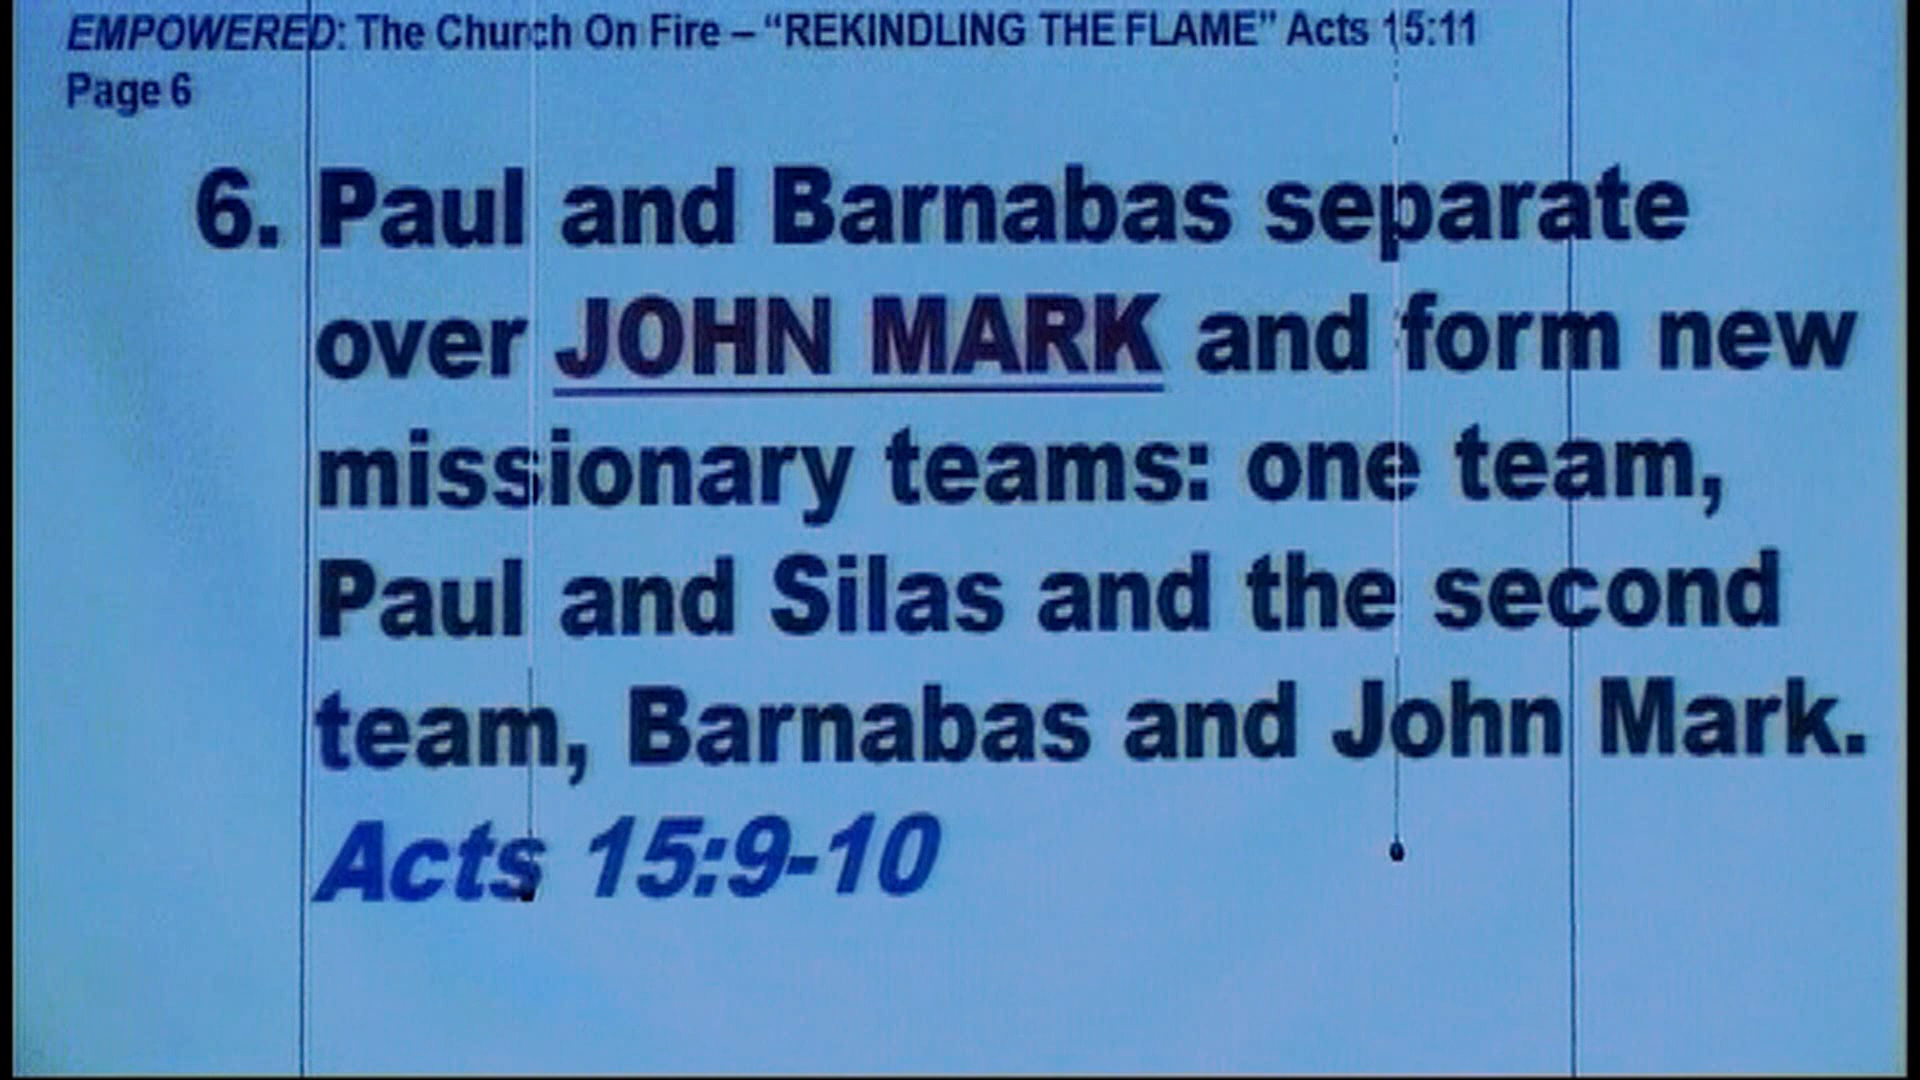 EMPOWERED: The Church On Fire – “REKINDLING THE FLAME” Acts 15:11
Page 6
6. Paul and Barnabas separate
over JOHN MARK and form new
missionary teams: one team,
Paul and Silas and the second
team, Barnabas and John Mark.
Acts 15:9-10